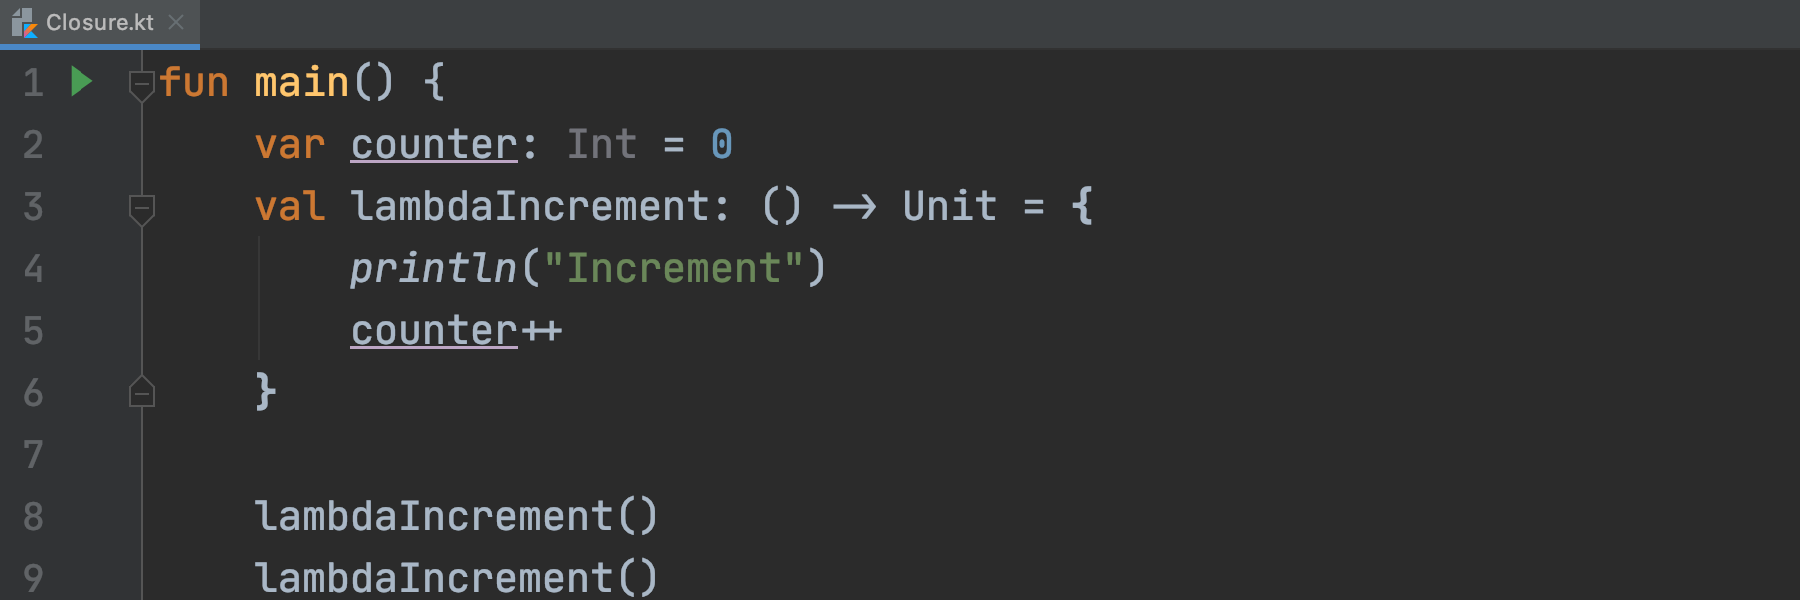 Closure.kt
1 fun main() {
2 var counter: Int = 0
3 val lambdaIncrement: () -> Unit = {
4 println("Increment")
5 counter++
6 }
7
8 lambdaIncrement()
9 lambdaIncrement()